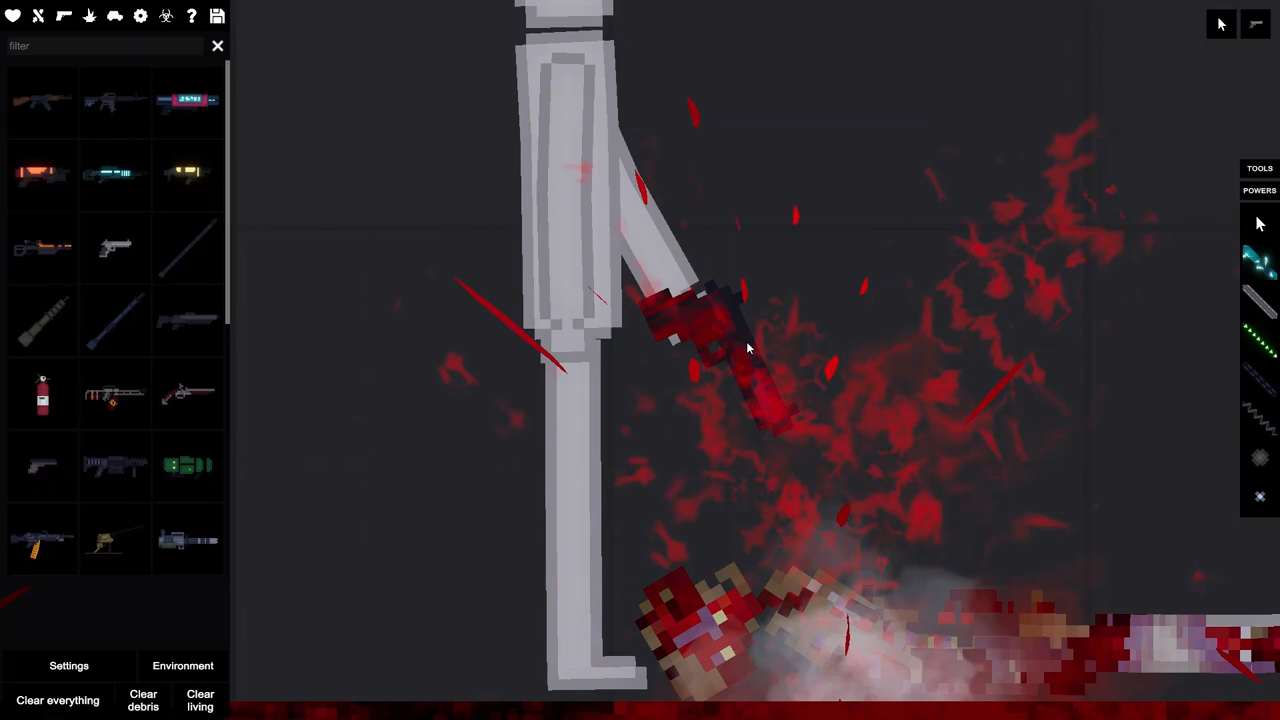 filter
TOOLS
POWERS
Settings
Environment
Clear everything
Clear
debris
Clear
living